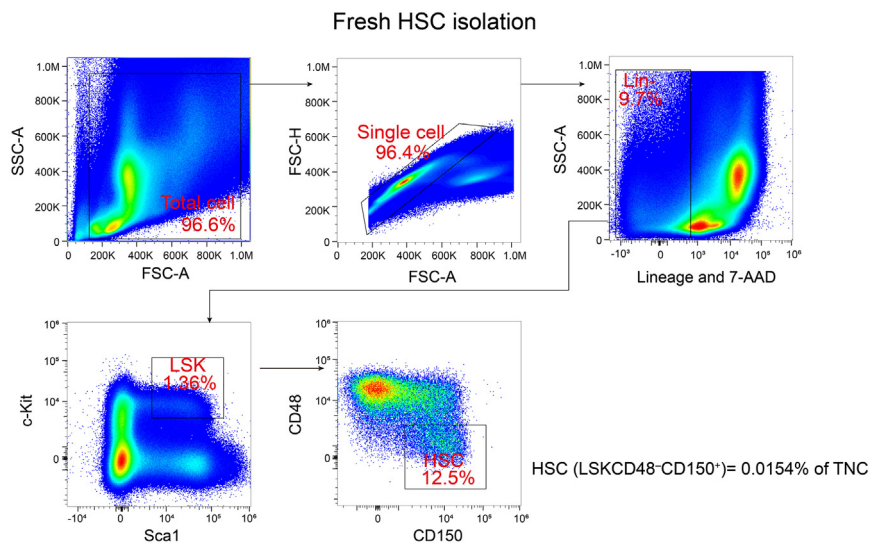 Fresh HSC isolation
1.0M
800K
600K
400K
200K
0
SSC-A
Total cell
96.6%
0 200K 400K 600K 800K 1.0M
FSC-A
1.0M
800K
600K
400K
200K
0
FSC-H
Single cell
96.4%
200K 400K 600K 800K 1.0M
FSC-A
1.0M
800K
600K
400K
200K
0
SSC-A
Lin-
9.7%
-10³ 0 10³ 10⁴ 10⁵ 10⁶
Lineage and 7-AAD
10⁶
10⁵
10⁴
0
c-Kit
LSK
1.36%
-10⁴ 0 10⁴ 10⁵ 10⁶
Sca1
10⁶
10⁵
10⁴
0
CD48
HSC
12.5%
0 10⁴ 10⁵ 10⁶
CD150
HSC (LSKCD48⁻CD150⁺)= 0.0154% of TNC